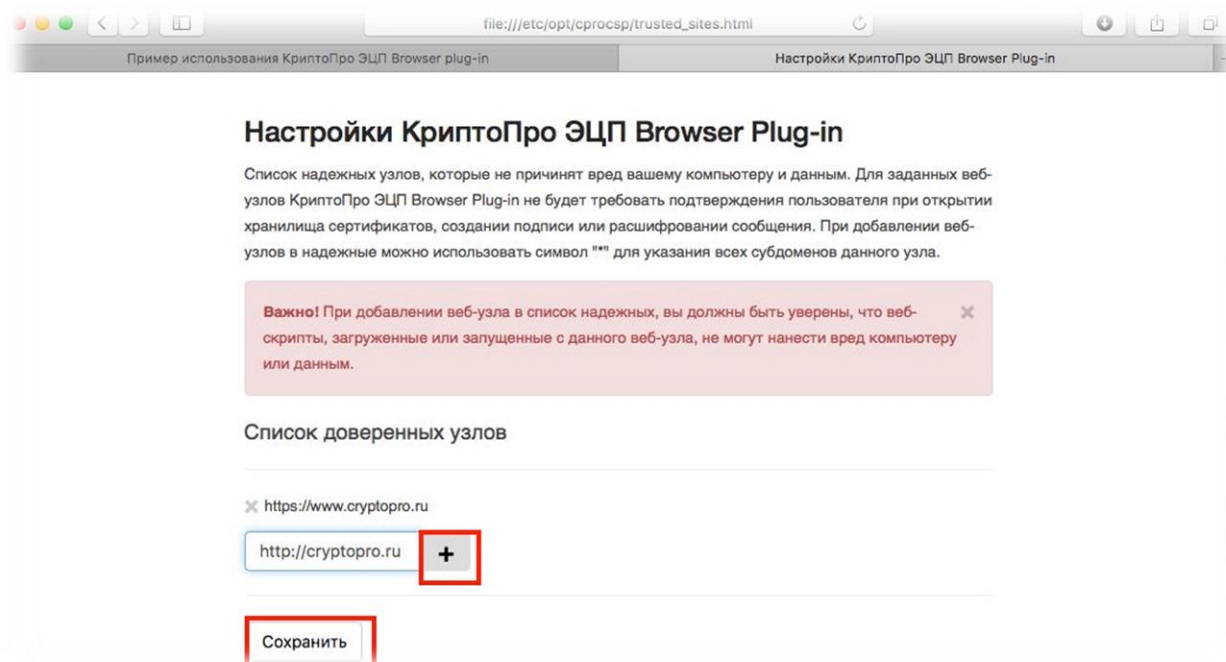 file:///etc/opt/cprocsp/trusted_sites.html
Пример использования КриптоПро ЭЦП Browser plug-in
Настройки КриптоПро ЭЦП Browser Plug-in
Настройки КриптоПро ЭЦП Browser Plug-in
Список надежных узлов, которые не причинят вред вашему компьютеру и данным. Для заданных веб-
узлов КриптоПро ЭЦП Browser Plug-in не будет требовать подтверждения пользователя при открытии
хранилища сертификатов, создании подписи или расшифровании сообщения. При добавлении веб-
узлов в надежные можно использовать символ "*" для указания всех субдоменов данного узла.
Важно! При добавлении веб-узла в список надежных, вы должны быть уверены, что веб-
скрипты, загруженные или запущенные с данного веб-узла, не могут нанести вред компьютеру
или данным.
Список доверенных узлов
https://www.cryptopro.ru
http://cryptopro.ru
Сохранить